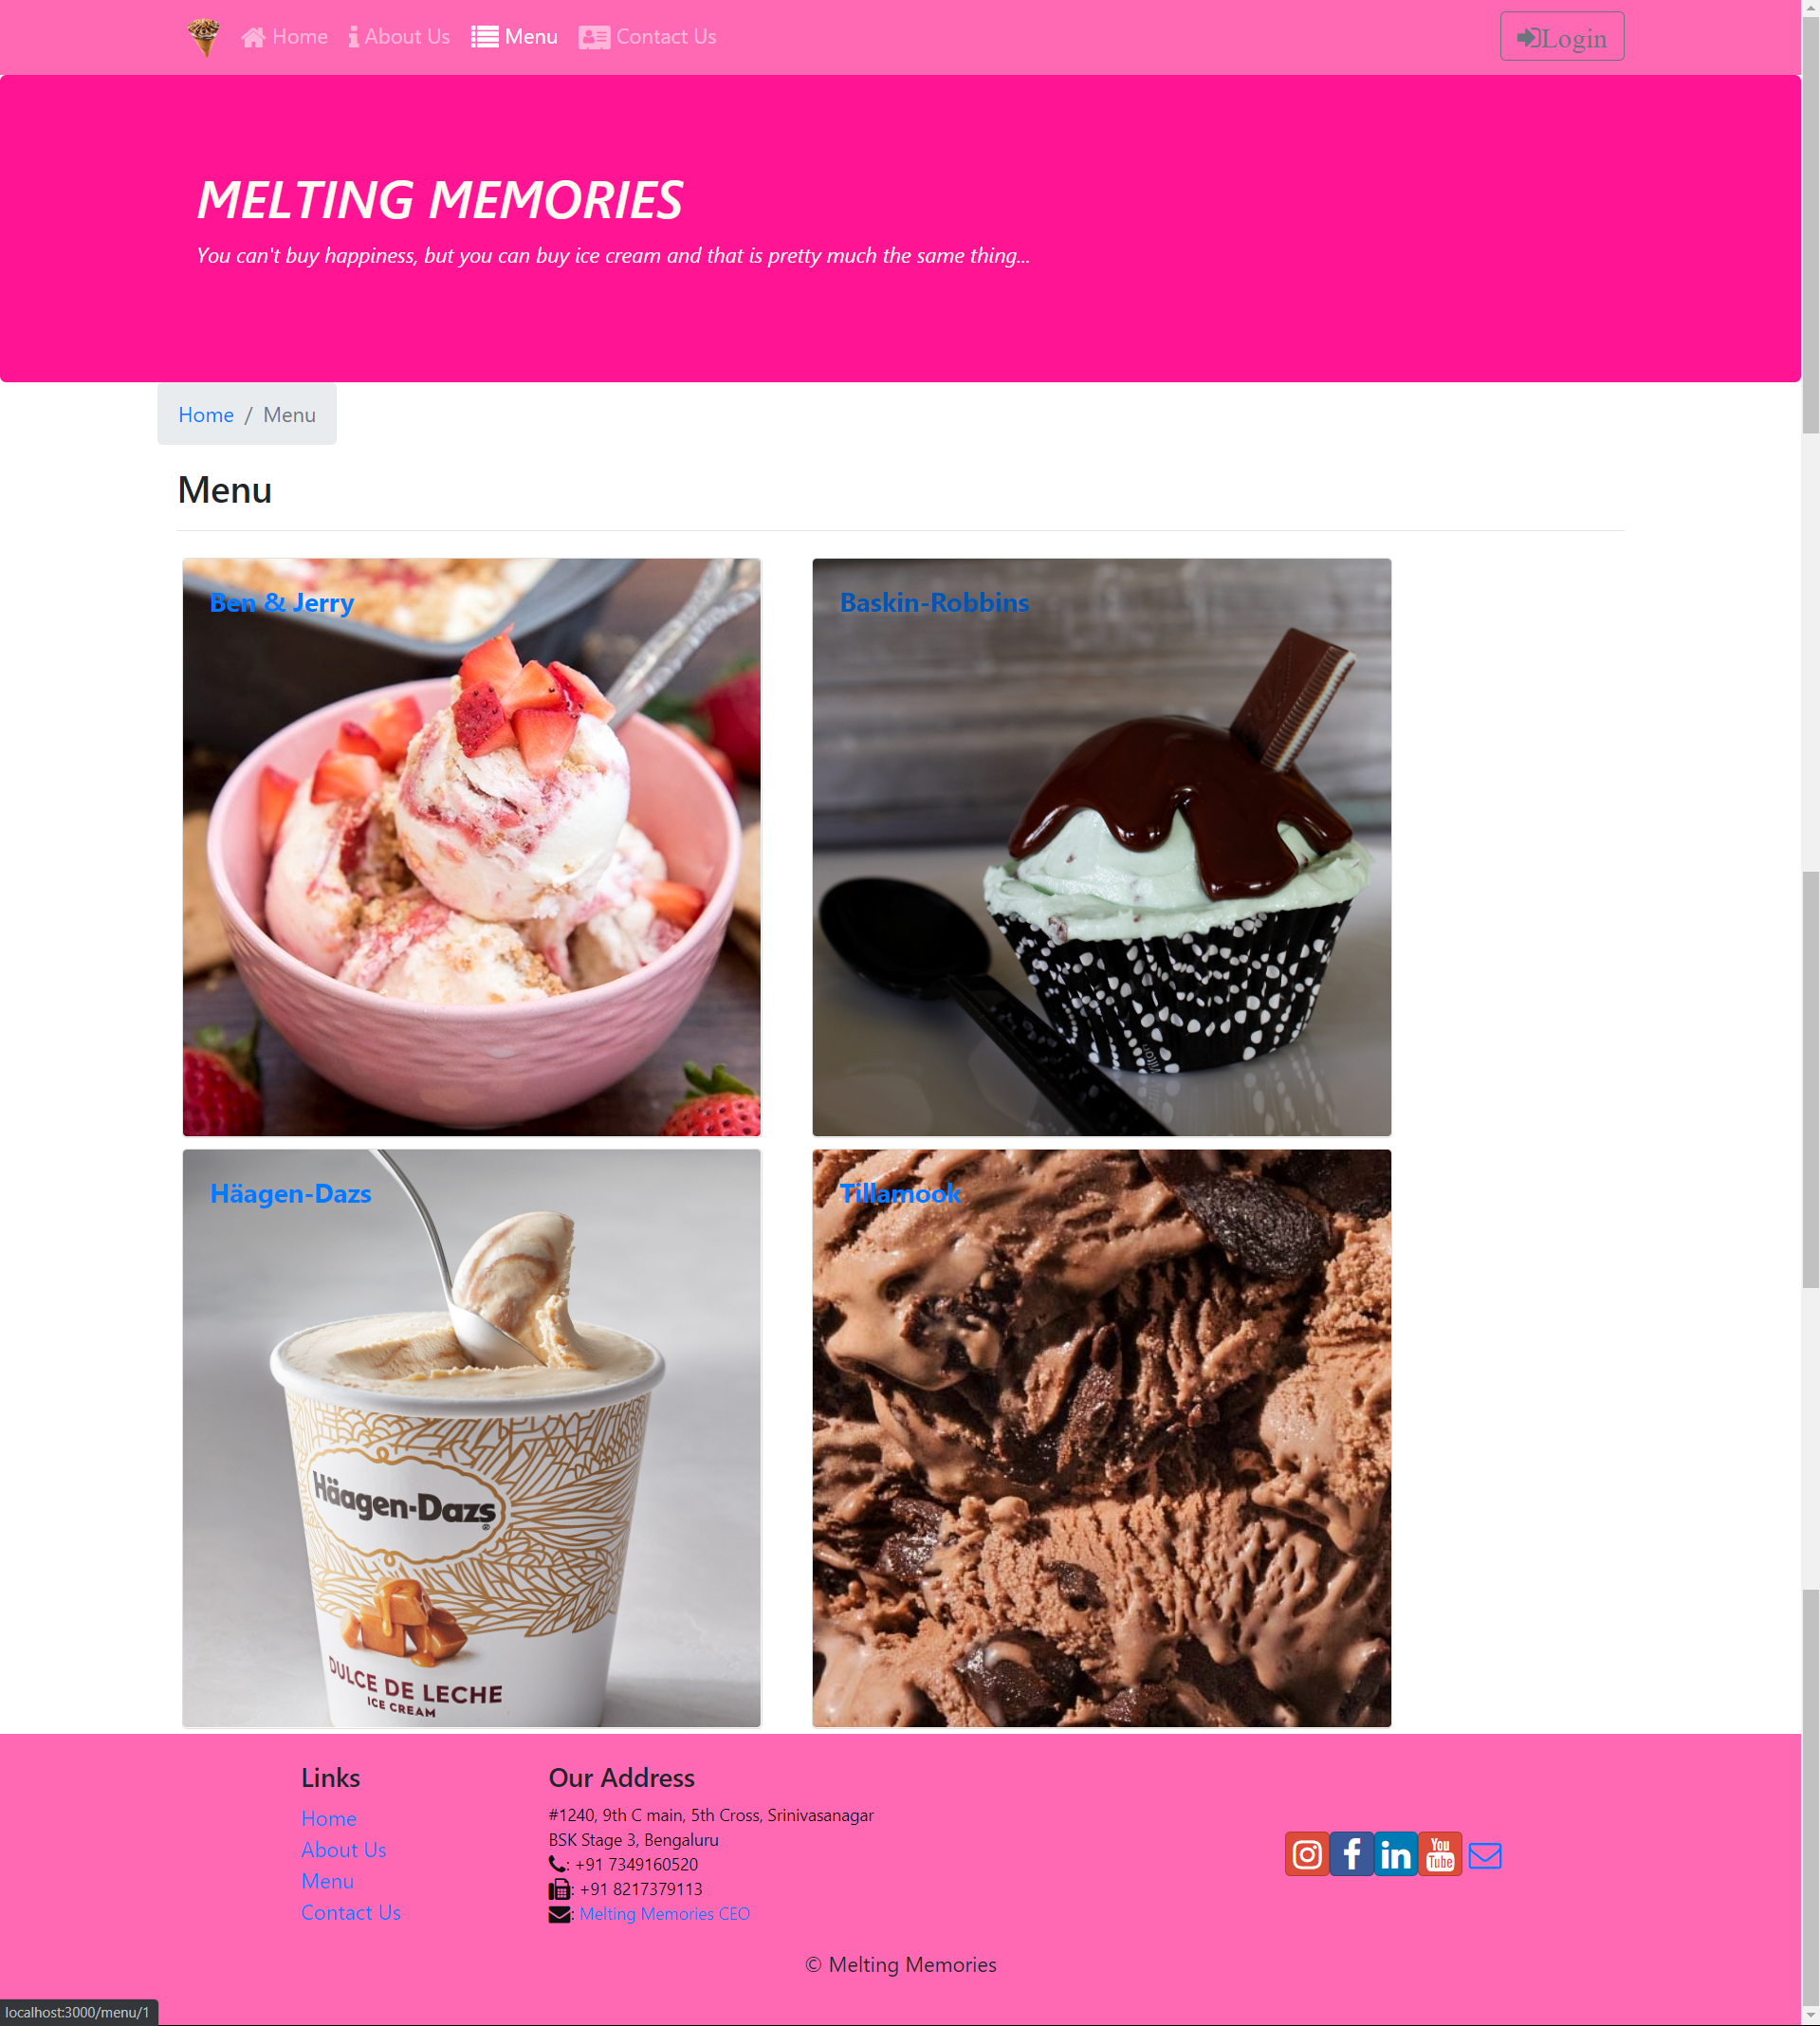 Home About Us Menu Contact Us Login
MELTING MEMORIES
You can't buy happiness, but you can buy ice cream and that is pretty much the same thing...
Home / Menu
Menu
Ben & Jerry
Baskin-Robbins
Wilton
Häagen-Dazs
Tillamook
Häagen-Dazs
DULCE DE LECHE
ICE CREAM
Links
Home
About Us
Menu
Contact Us
Our Address
#1240, 9th C main, 5th Cross, Srinivasanagar
BSK Stage 3, Bengaluru
: +91 7349160520
: +91 8217379113
: Melting Memories CEO
You
Tube
© Melting Memories
localhost:3000/menu/1